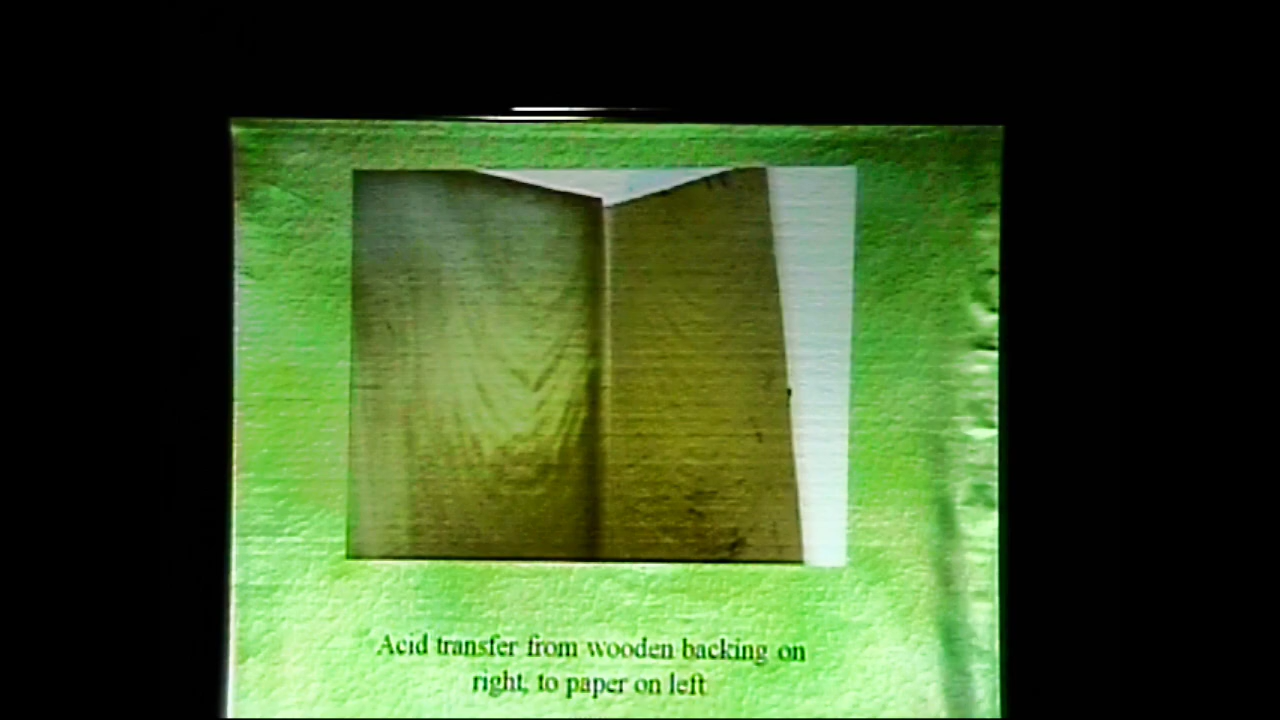 Acid transfer from wooden backing on
right, to paper on left